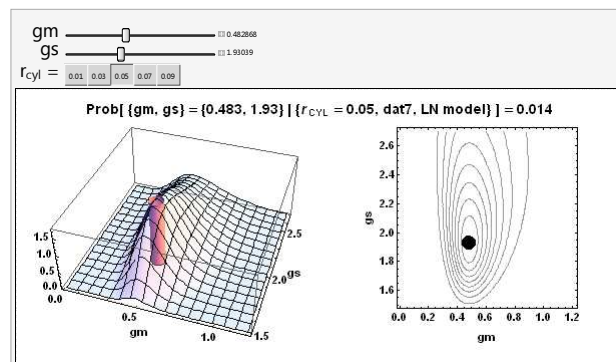 gm 0.482868
gs 1.93039
rcyl = 0.01 0.03 0.05 0.07 0.09
Prob[ {gm, gs} = {0.483, 1.93} | {rCYL = 0.05, dat7, LN model} ] = 0.014
1.5
1.0
0.5
0.0
0.0
0.5
gm
1.0
1.5
2.0
gs
2.5
2.6
2.4
2.2
gs
2.0
1.8
1.6
0.0 0.2 0.4 0.6 0.8 1.0 1.2
gm